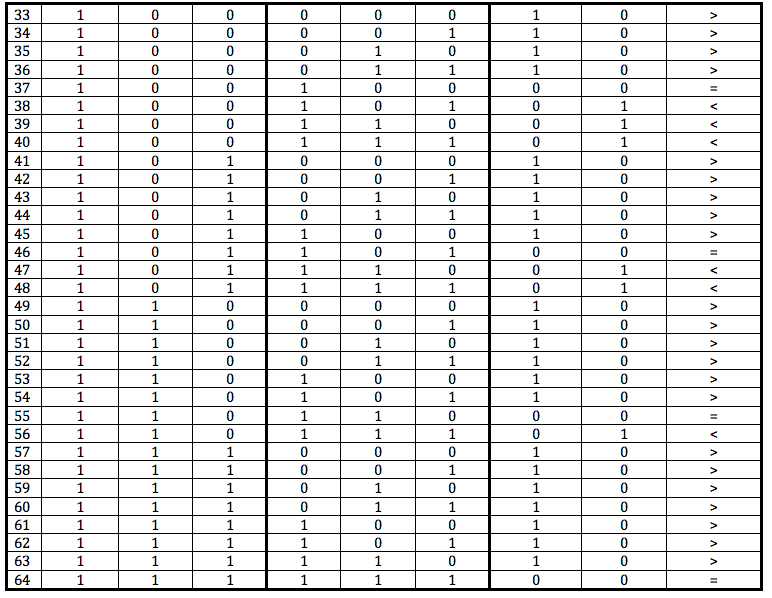 33 1 0 0 0 0 0 1 0 >
34 1 0 0 0 0 1 1 0 >
35 1 0 0 0 1 0 1 0 >
36 1 0 0 0 1 1 1 0 >
37 1 0 0 1 0 0 0 0 =
38 1 0 0 1 0 1 0 1 <
39 1 0 0 1 1 0 0 1 <
40 1 0 0 1 1 1 0 1 <
41 1 0 1 0 0 0 1 0 >
42 1 0 1 0 0 1 1 0 >
43 1 0 1 0 1 0 1 0 >
44 1 0 1 0 1 1 1 0 >
45 1 0 1 1 0 0 1 0 >
46 1 0 1 1 0 1 0 0 =
47 1 0 1 1 1 0 0 1 <
48 1 0 1 1 1 1 0 1 <
49 1 1 0 0 0 0 1 0 >
50 1 1 0 0 0 1 1 0 >
51 1 1 0 0 1 0 1 0 >
52 1 1 0 0 1 1 1 0 >
53 1 1 0 1 0 0 1 0 >
54 1 1 0 1 0 1 1 0 >
55 1 1 0 1 1 0 0 0 =
56 1 1 0 1 1 1 0 1 <
57 1 1 1 0 0 0 1 0 >
58 1 1 1 0 0 1 1 0 >
59 1 1 1 0 1 0 1 0 >
60 1 1 1 0 1 1 1 0 >
61 1 1 1 1 0 0 1 0 >
62 1 1 1 1 0 1 1 0 >
63 1 1 1 1 1 0 1 0 >
64 1 1 1 1 1 1 0 0 =